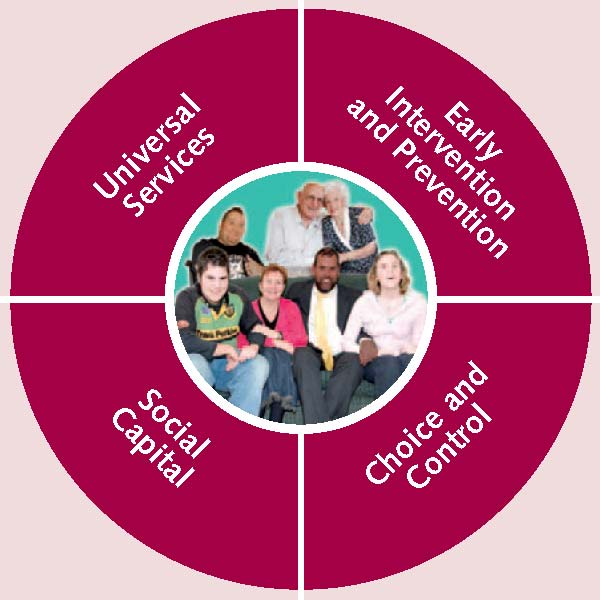 Universal
Services
Early
Intervention
and Prevention
Social
Capital
Choice and
Control